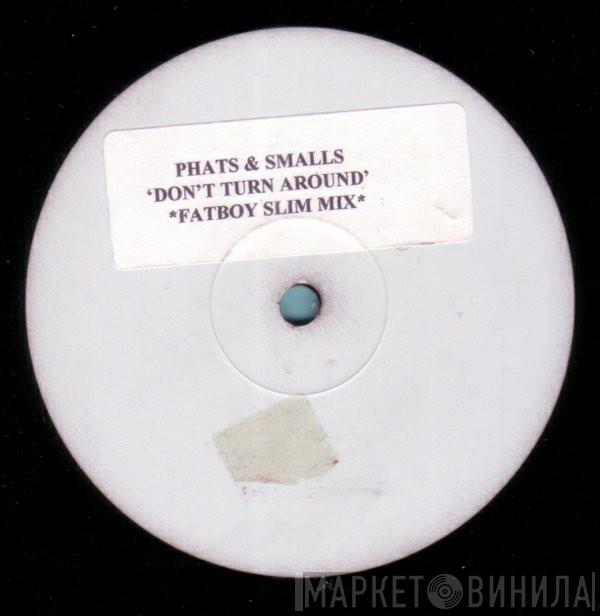 PHATS & SMALLS
‘DON’T TURN AROUND’
*FATBOY SLIM MIX*
МАРКЕТ ВИНИЛА